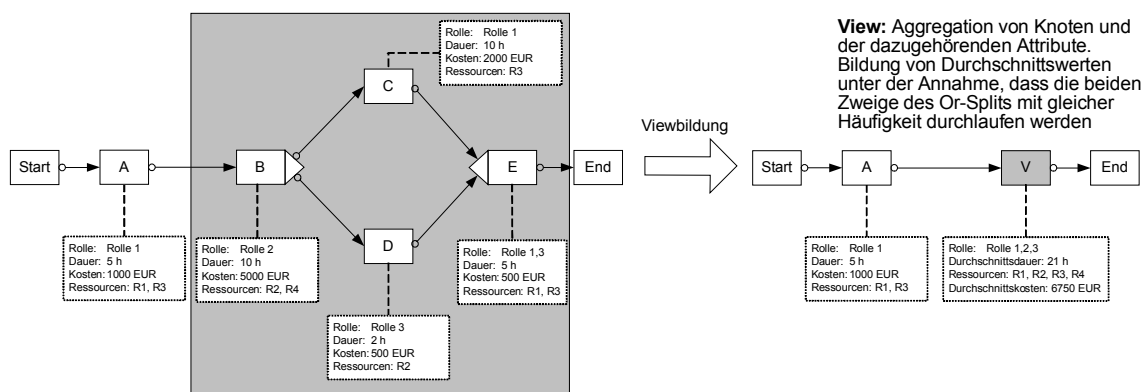 View: Aggregation von Knoten und
der dazugehörenden Attribute.
Bildung von Durchschnittswerten
unter der Annahme, dass die beiden
Zweige des Or-Splits mit gleicher
Häufigkeit durchlaufen werden
Rolle: Rolle 1
Dauer: 10 h
Kosten: 2000 EUR
Ressourcen: R3
C
Start
A
B
E
End
Viewbildung
Start
A
V
End
D
Rolle: Rolle 1
Dauer: 5 h
Kosten: 1000 EUR
Ressourcen: R1, R3
Rolle: Rolle 2
Dauer: 10 h
Kosten: 5000 EUR
Ressourcen: R2, R4
Rolle: Rolle 1,3
Dauer: 5 h
Kosten: 500 EUR
Ressourcen: R1, R3
Rolle: Rolle 1
Dauer: 5 h
Kosten: 1000 EUR
Ressourcen: R1, R3
Rolle: Rolle 1,2,3
Durchschnittsdauer: 21 h
Ressourcen: R1, R2, R3, R4
Durchschnittskosten: 6750 EUR
Rolle: Rolle 3
Dauer: 2 h
Kosten: 500 EUR
Ressourcen: R2